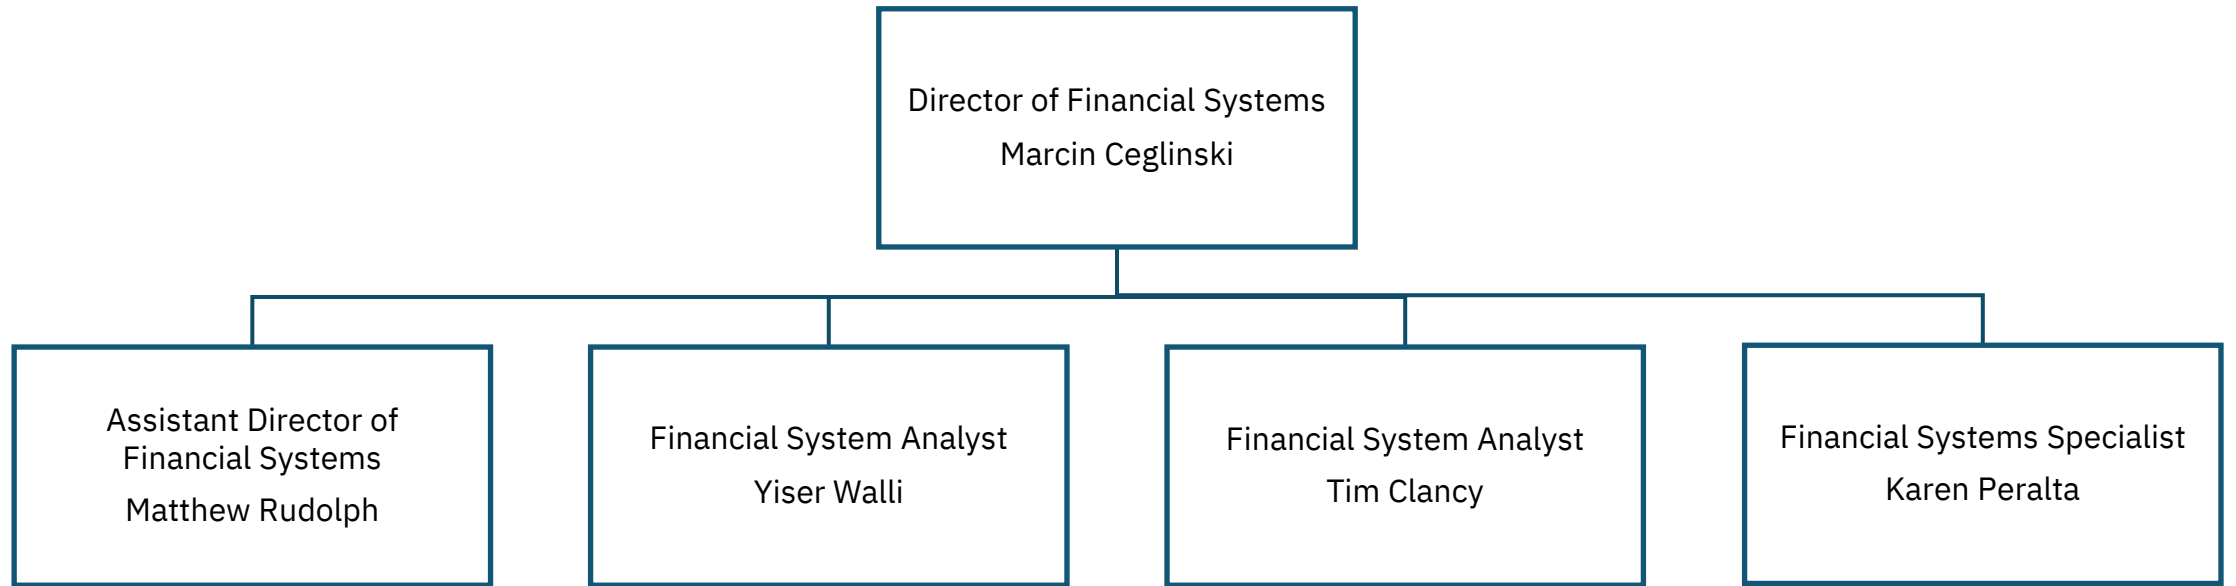 Director of Financial Systems
Marcin Ceglinski
Assistant Director of
Financial Systems
Matthew Rudolph
Financial System Analyst
Yiser Walli
Financial System Analyst
Tim Clancy
Financial Systems Specialist
Karen Peralta